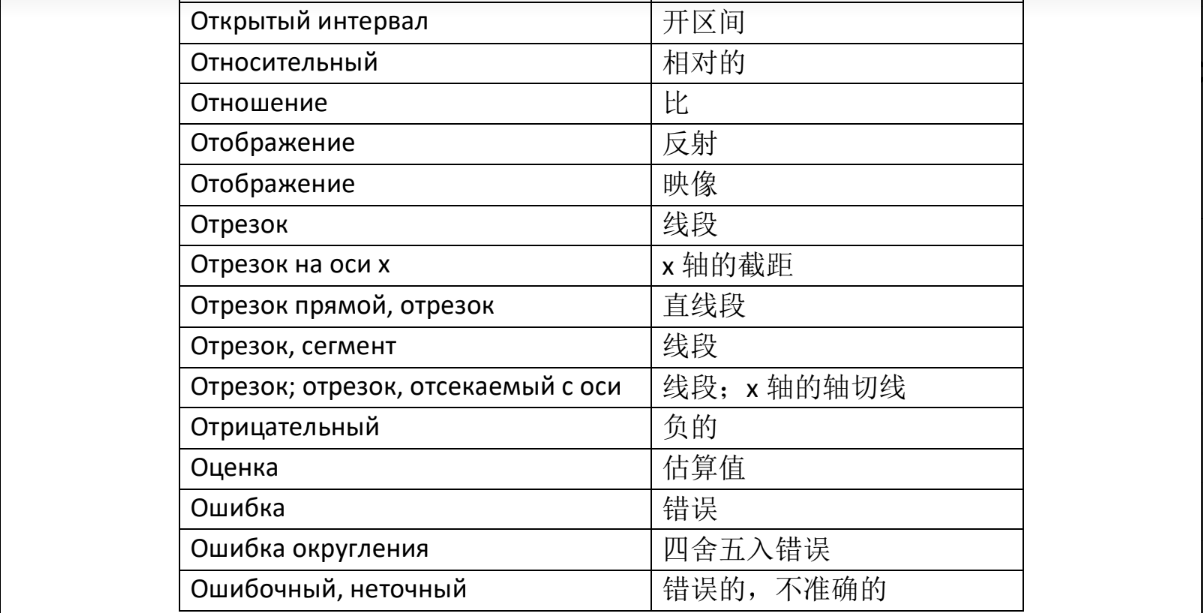 Открытый интервал 开区间
Относительный 相对的
Отношение 比
Отображение 反射
Отображение 映像
Отрезок 线段
Отрезок на оси x x 轴的截距
Отрезок прямой, отрезок 直线段
Отрезок, сегмент 线段
Отрезок; отрезок, отсекаемый с оси 线段；x 轴的轴切线
Отрицательный 负的
Оценка 估算值
Ошибка 错误
Ошибка округления 四舍五入错误
Ошибочный, неточный 错误的，不准确的